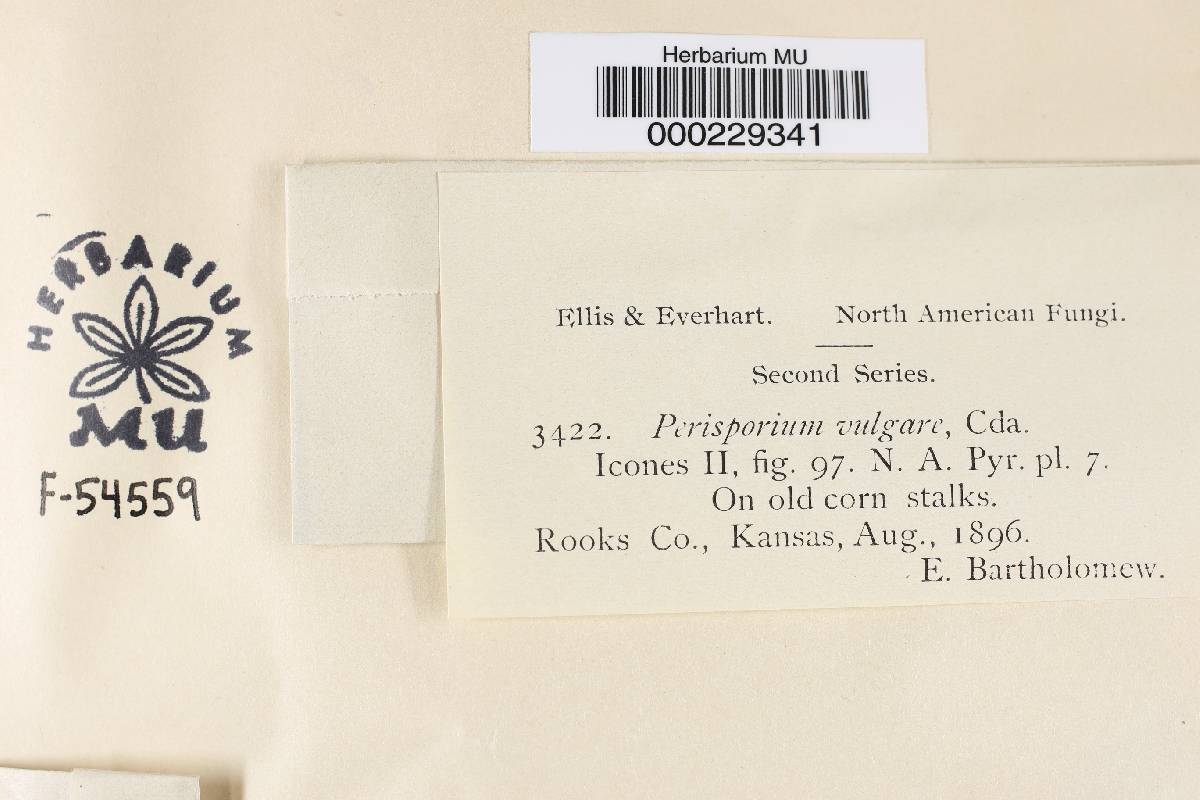 Herbarium MU
000229341
HERBARIUM
MU
F-54559
Ellis & Everhart. North American Fungi.
Second Series.
3422. Perisporium vulgare, Cda.
Icones II, fig. 97. N. A. Pyr. pl. 7.
On old corn stalks.
Rooks Co., Kansas, Aug., 1896.
E. Bartholomew.